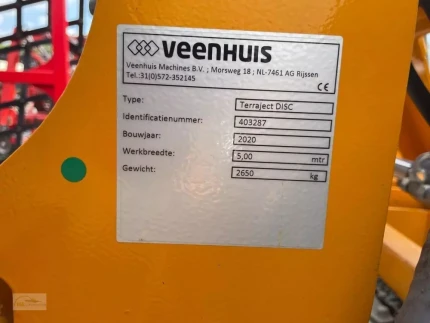 VEENHUIS
Veenhuis Machines B.V. ; Morsweg 18 ; NL-7461 AG Rijssen
Tel.:31(0)572-352145
CE
Type: Terraject DISC
Identificatienummer: 403287
Bouwjaar: 2020
Werkbreedte: 5,00 mtr
Gewicht: 2650 kg